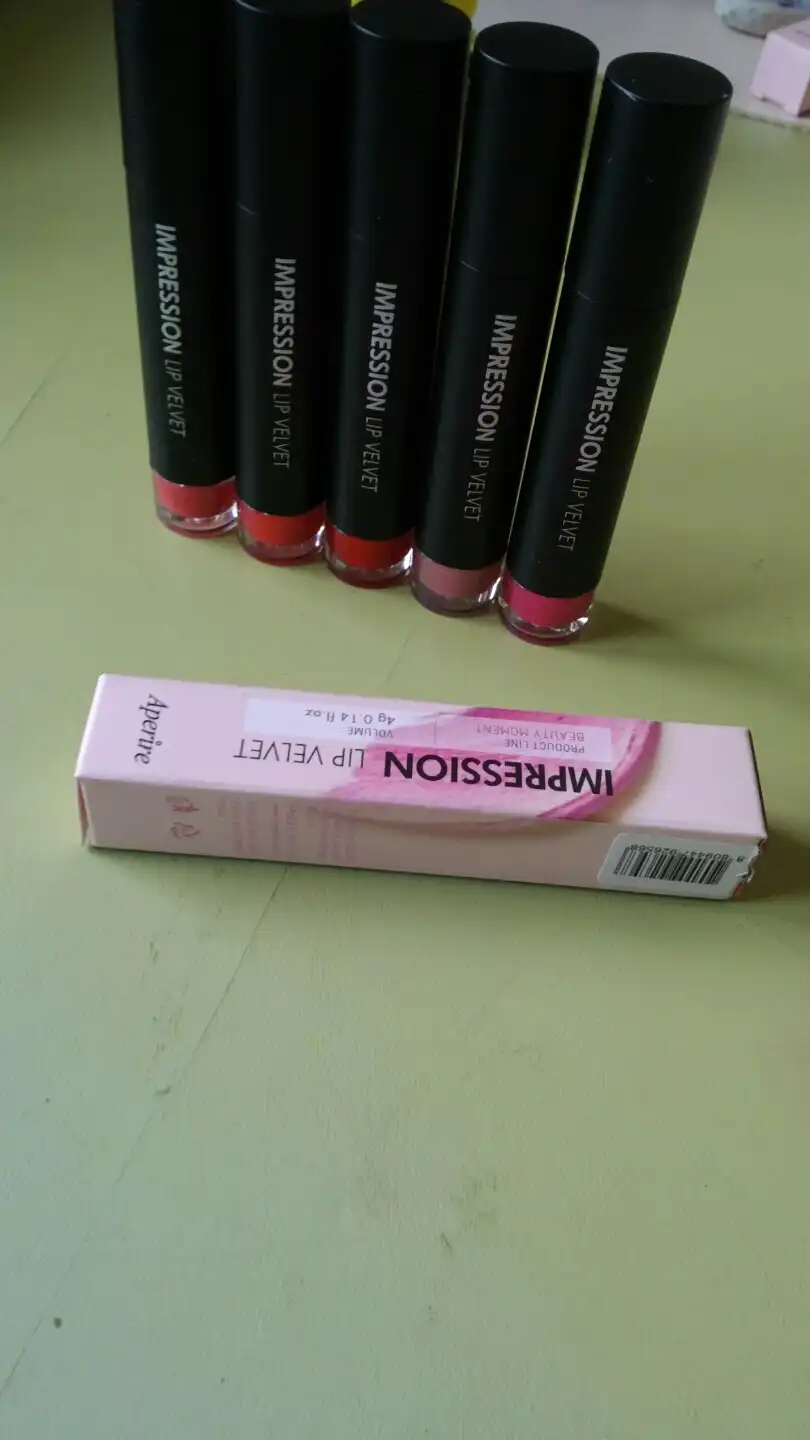 IMPRESSION LIP VELVET
IMPRESSION LIP VELVET
IMPRESSION LIP VELVET
IMPRESSION LIP VELVET
IMPRESSION LIP VELVET
Aperire
IMPRESSION LIP VELVET
PRODUCT LINE
BEAUTY MOMENT
VOLUME
4g 0.14 fl.oz